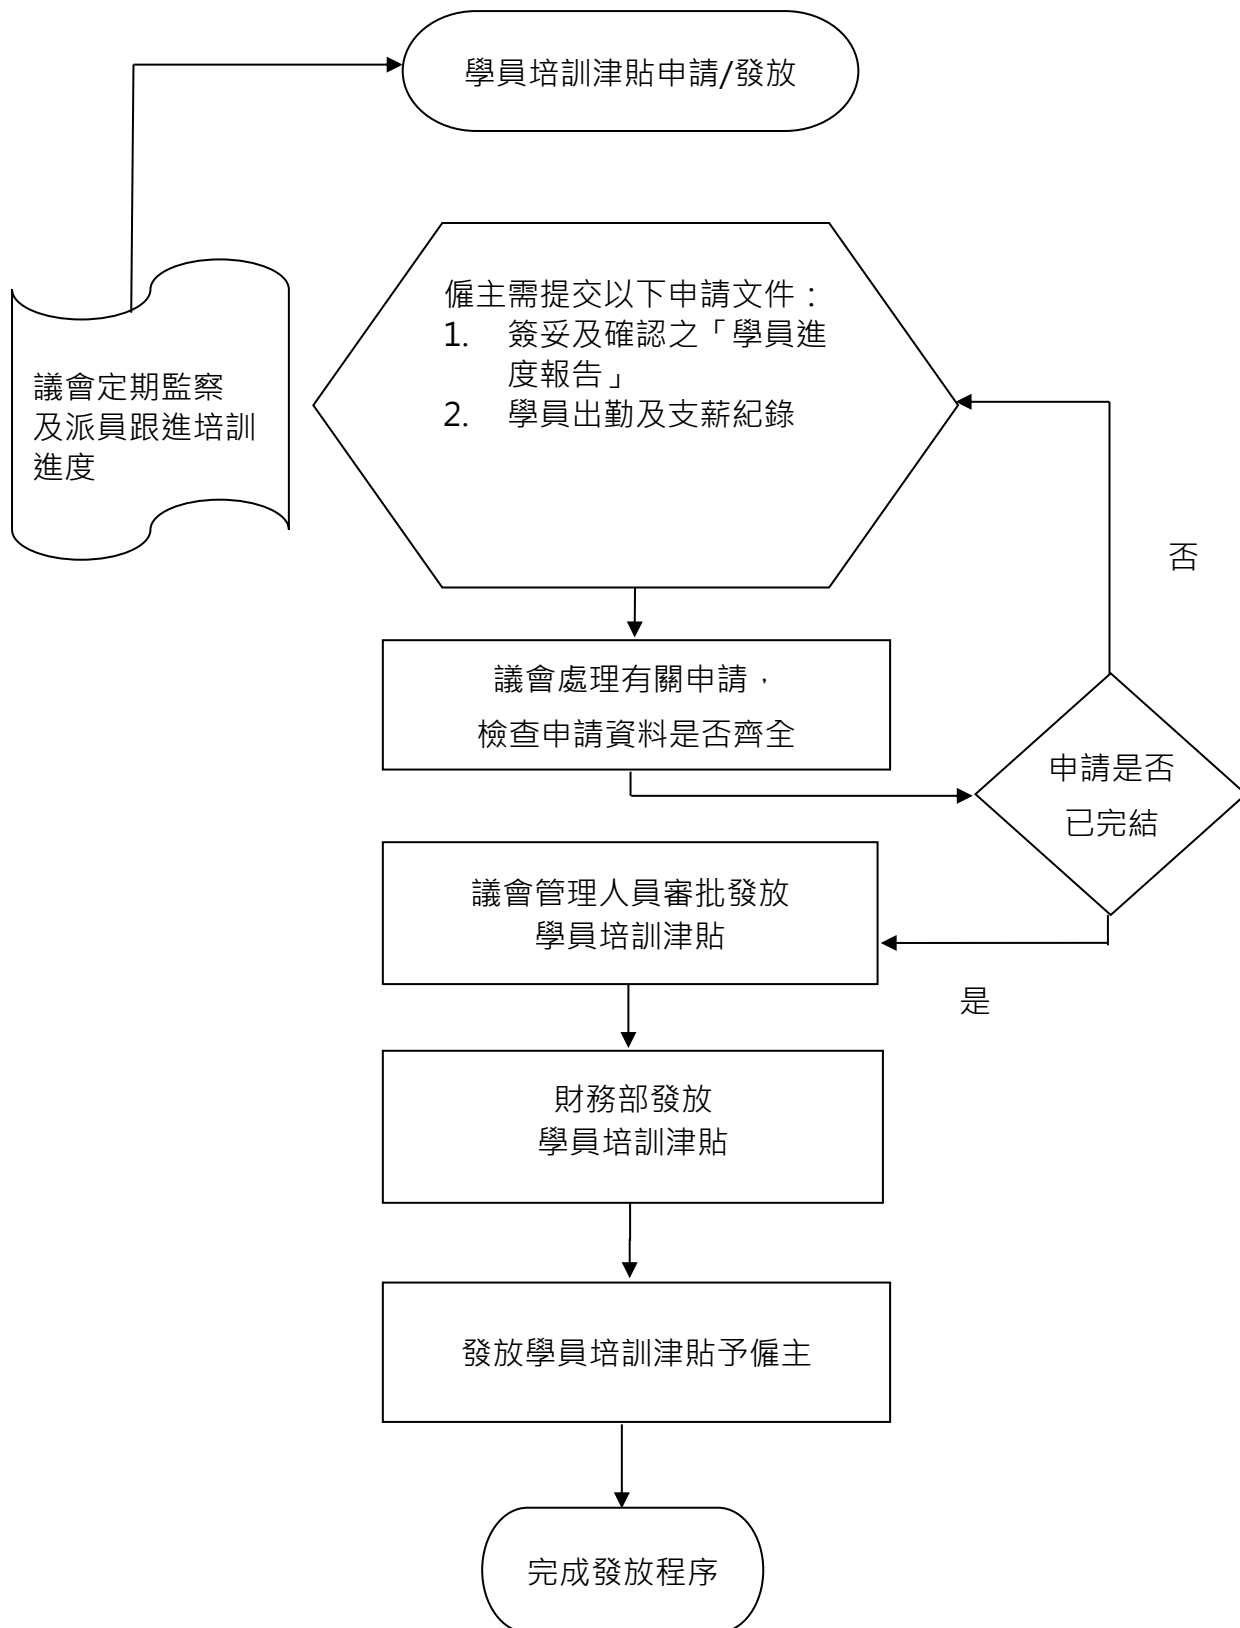 學員培訓津貼申請/發放
議會定期監察
及派員跟進培訓
進度
僱主需提交以下申請文件：
1. 簽妥及確認之「學員進
度報告」
2. 學員出勤及支薪紀錄
否
議會處理有關申請，
檢查申請資料是否齊全
申請是否
已完結
議會管理人員審批發放
學員培訓津貼
是
財務部發放
學員培訓津貼
發放學員培訓津貼予僱主
完成發放程序